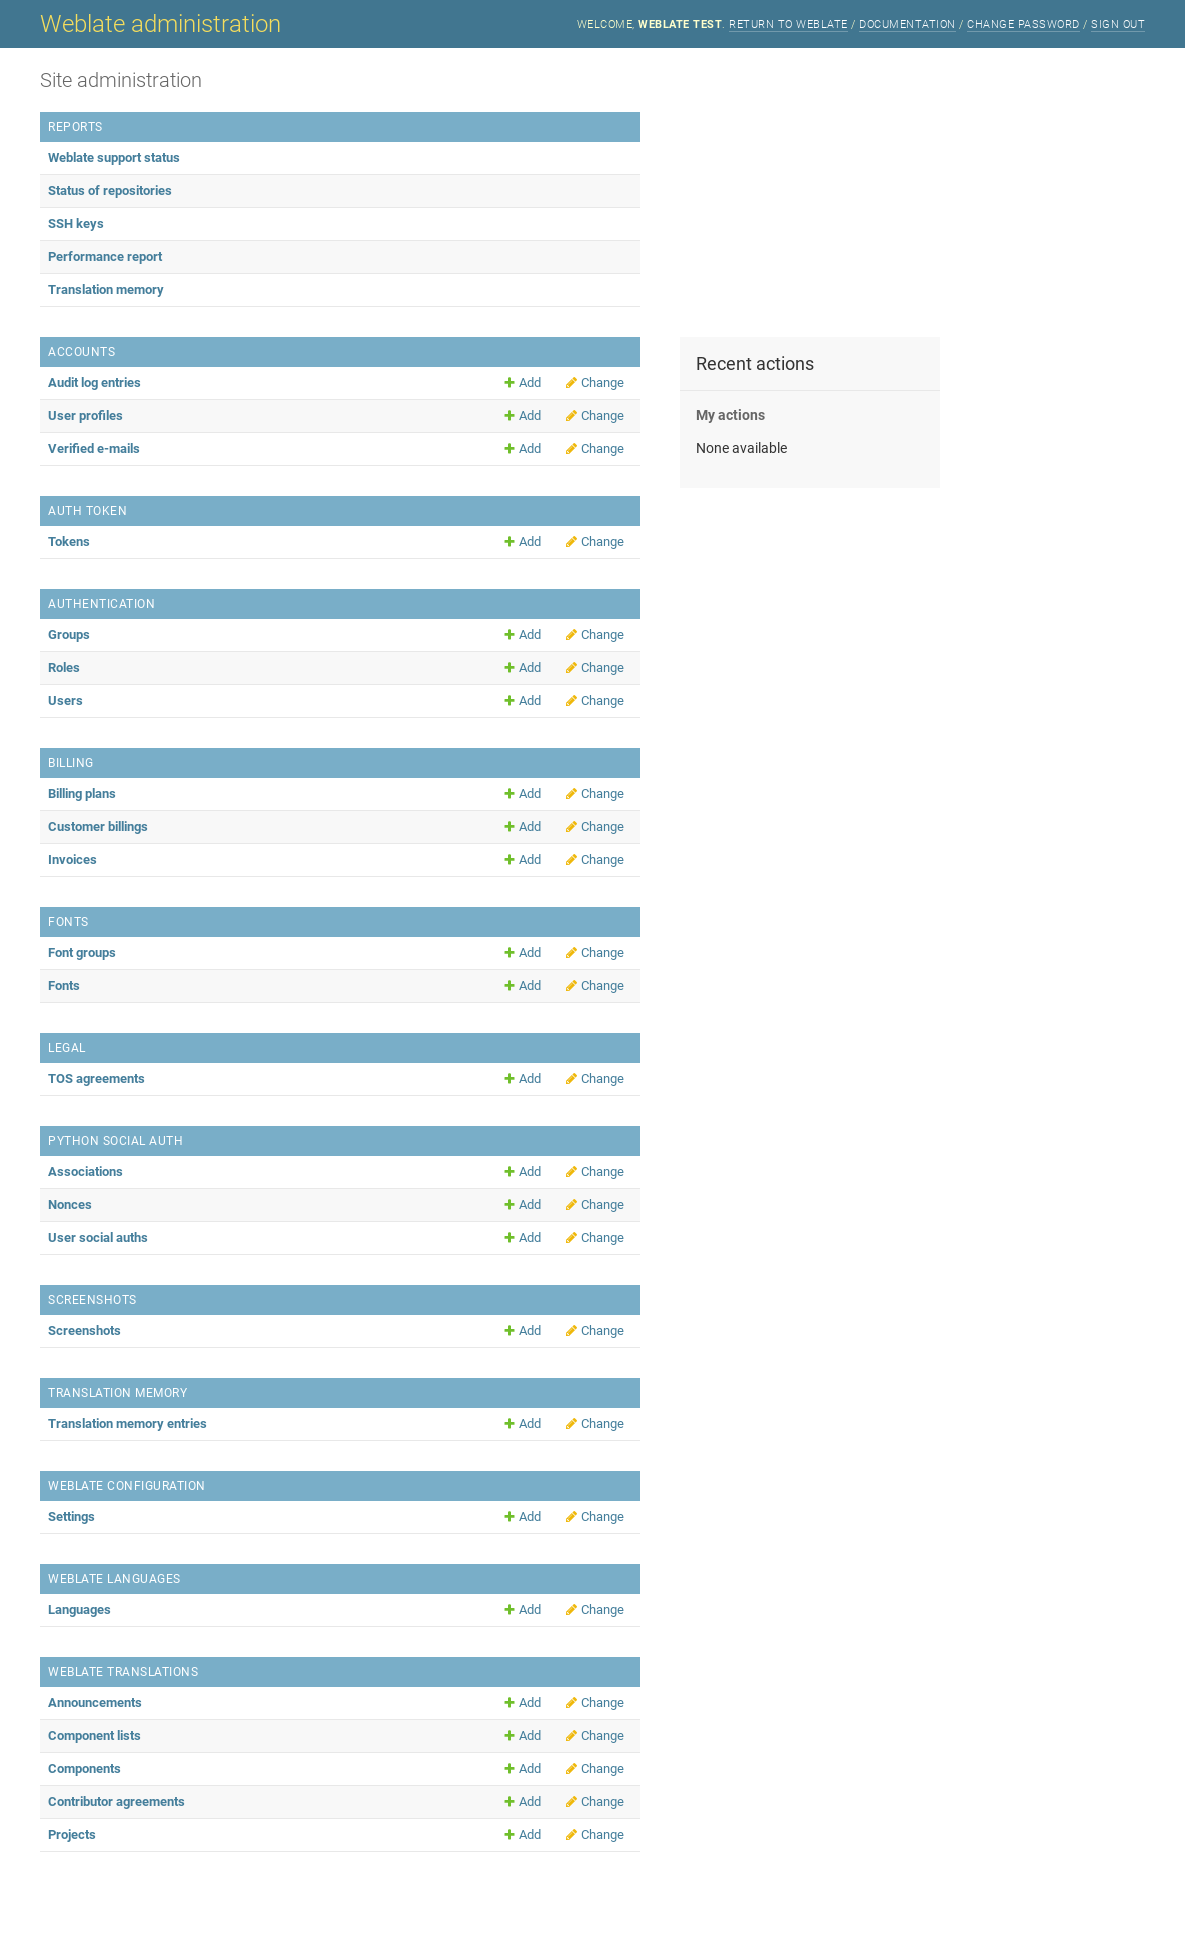 Weblate administration
WELCOME, WEBLATE TEST. RETURN TO WEBLATE / DOCUMENTATION / CHANGE PASSWORD / SIGN OUT
Site administration
REPORTS
Weblate support status
Status of repositories
SSH keys
Performance report
Translation memory
ACCOUNTS
Audit log entries Add Change
User profiles Add Change
Verified e-mails Add Change
Recent actions
My actions
None available
AUTH TOKEN
Tokens Add Change
AUTHENTICATION
Groups Add Change
Roles Add Change
Users Add Change
BILLING
Billing plans Add Change
Customer billings Add Change
Invoices Add Change
FONTS
Font groups Add Change
Fonts Add Change
LEGAL
TOS agreements Add Change
PYTHON SOCIAL AUTH
Associations Add Change
Nonces Add Change
User social auths Add Change
SCREENSHOTS
Screenshots Add Change
TRANSLATION MEMORY
Translation memory entries Add Change
WEBLATE CONFIGURATION
Settings Add Change
WEBLATE LANGUAGES
Languages Add Change
WEBLATE TRANSLATIONS
Announcements Add Change
Component lists Add Change
Components Add Change
Contributor agreements Add Change
Projects Add Change